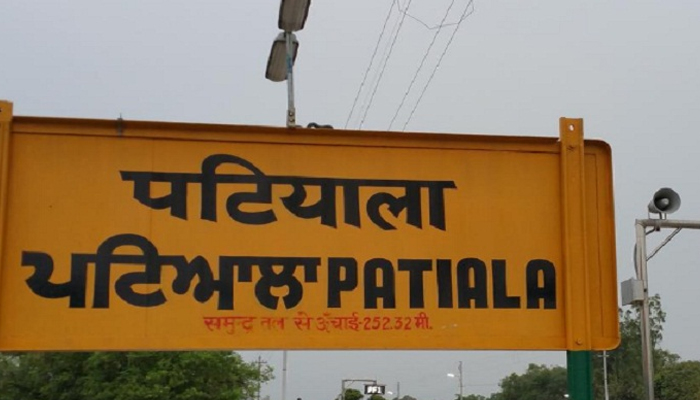 पटियाला
ਪਟਿਆਲਾ PATIALA
समुन्द्र तल से ऊँचाई-252.32 मी.